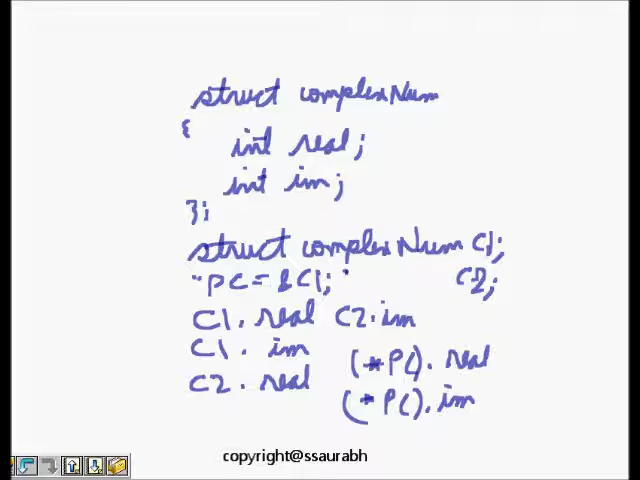 struct complexNum
{
int real;
int im;
};
struct complexNum C1;
"PC=&C1;" C2;
C1. real C2.im
C1. im (*PC). real
C2. real (*PC). im
copyright@ssaurabh